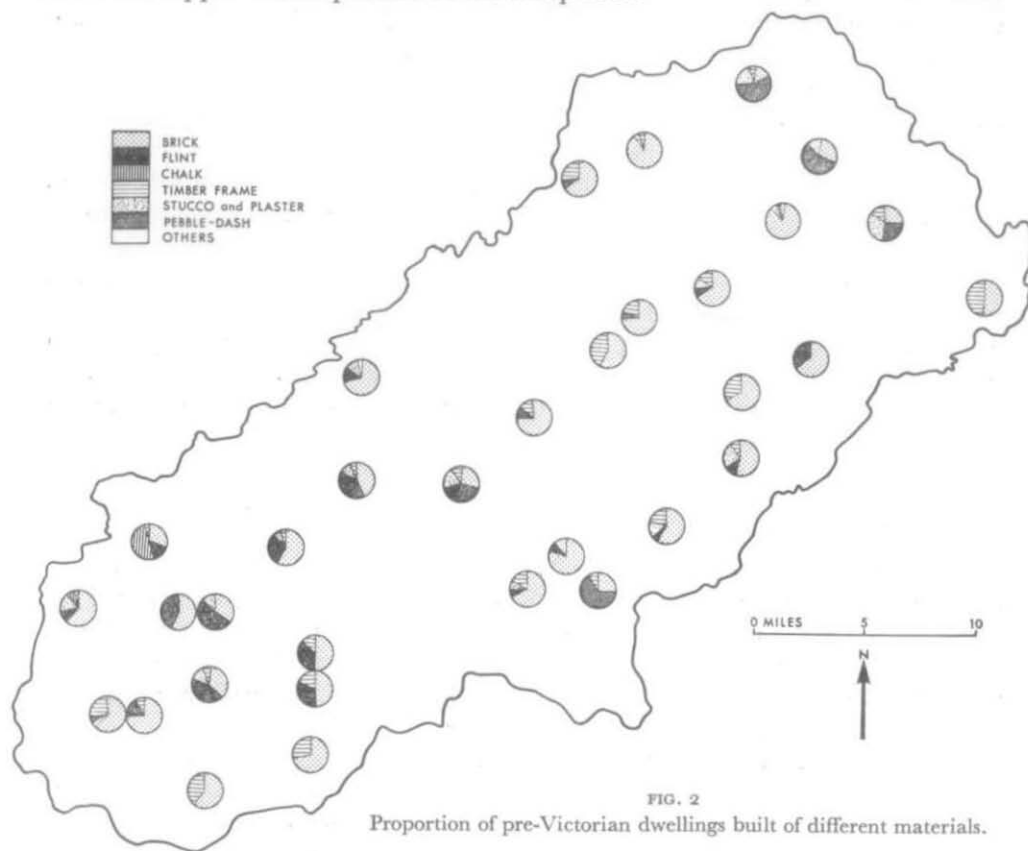 BRICK
FLINT
CHALK
TIMBER FRAME
STUCCO and PLASTER
PEBBLE-DASH
OTHERS
0 MILES 5 10
N
FIG. 2
Proportion of pre-Victorian dwellings built of different materials.